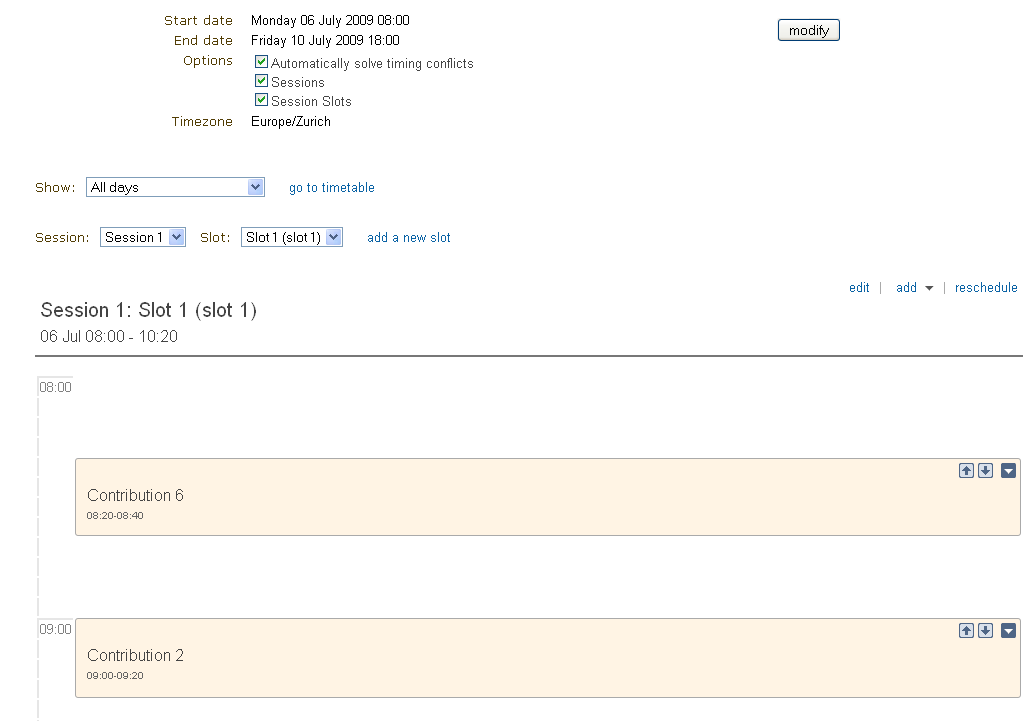 Start date Monday 06 July 2009 08:00
modify
End date Friday 10 July 2009 18:00
Options Automatically solve timing conflicts
Sessions
Session Slots
Timezone Europe/Zurich
Show: All days go to timetable
Session: Session 1 Slot: Slot 1 (slot 1) add a new slot
edit | add | reschedule
Session 1: Slot 1 (slot 1)
06 Jul 08:00 - 10:20
08:00
Contribution 6
08:20-08:40
09:00
Contribution 2
09:00-09:20